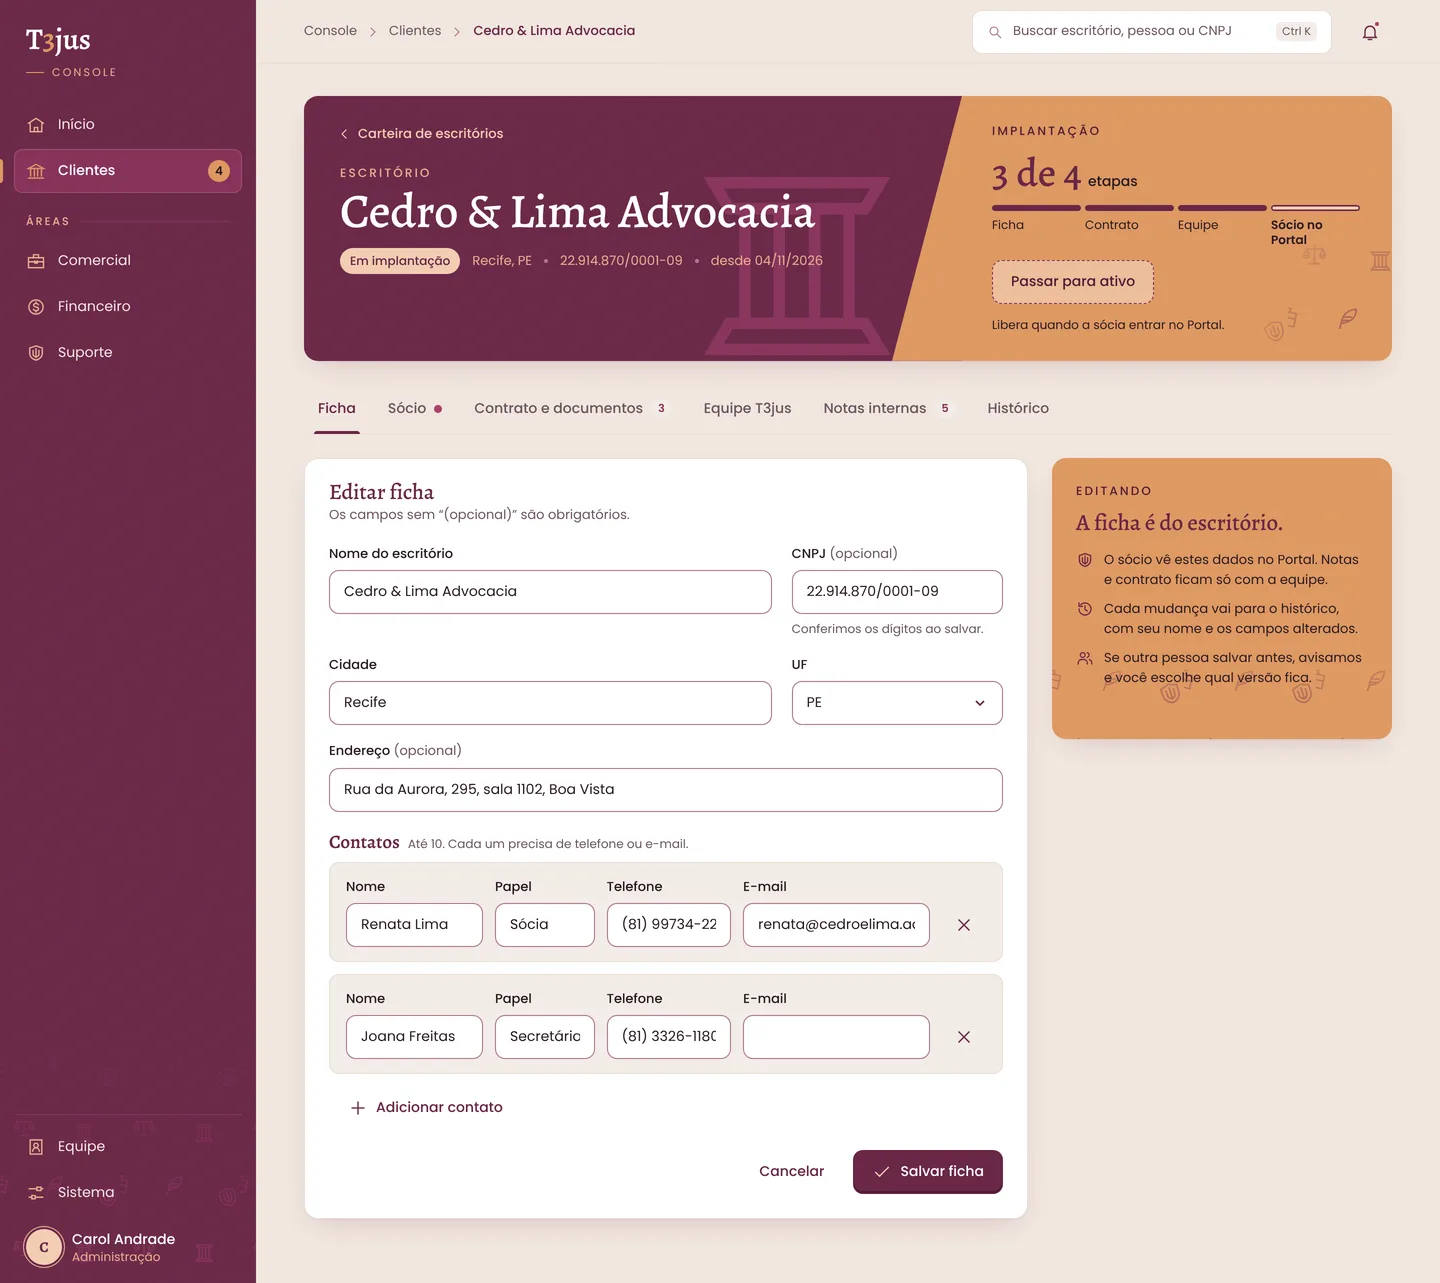 T3jus
CONSOLE
Início
Clientes
4
ÁREAS
Comercial
Financeiro
Suporte
Equipe
Sistema
C
Carol Andrade
Administração
Console
Clientes
Cedro & Lima Advocacia
Buscar escritório, pessoa ou CNPJ
Ctrl K
Carteira de escritórios
ESCRITÓRIO
Cedro & Lima Advocacia
Em implantação
Recife, PE • 22.914.870/0001-09 • desde 04/11/2026
IMPLANTAÇÃO
3 de 4 etapas
Ficha
Contrato
Equipe
Sócio no
Portal
Passar para ativo
Libera quando a sócia entrar no Portal.
Ficha
Sócio
Contrato e documentos
3
Equipe T3jus
Notas internas
5
Histórico
Editar ficha
Os campos sem “(opcional)” são obrigatórios.
Nome do escritório
Cedro & Lima Advocacia
CNPJ (opcional)
22.914.870/0001-09
Conferimos os dígitos ao salvar.
Cidade
Recife
UF
PE
Endereço (opcional)
Rua da Aurora, 295, sala 1102, Boa Vista
Contatos
Até 10. Cada um precisa de telefone ou e-mail.
Nome
Papel
Telefone
E-mail
Renata Lima
Sócia
(81) 99734-22
renata@cedroelima.ad
Nome
Papel
Telefone
E-mail
Joana Freitas
Secretário
(81) 3326-1180
Adicionar contato
Cancelar
Salvar ficha
EDITANDO
A ficha é do escritório.
O sócio vê estes dados no Portal. Notas
e contrato ficam só com a equipe.
Cada mudança vai para o histórico,
com seu nome e os campos alterados.
Se outra pessoa salvar antes, avisamos
e você escolhe qual versão fica.